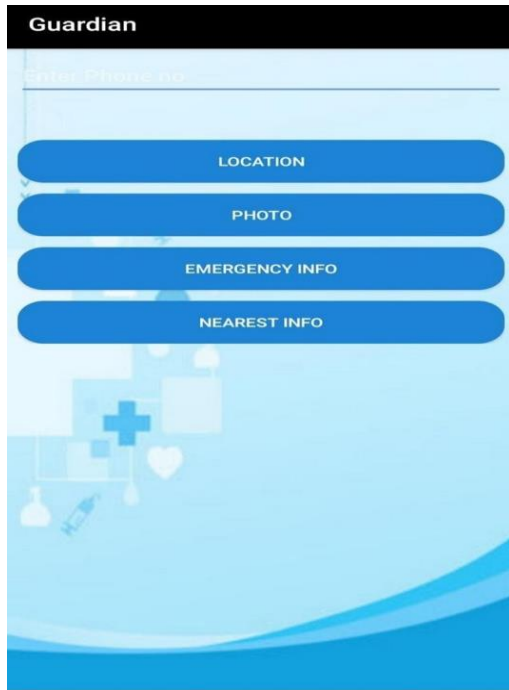 Guardian
Enter Phone no
LOCATION
PHOTO
EMERGENCY INFO
NEAREST INFO